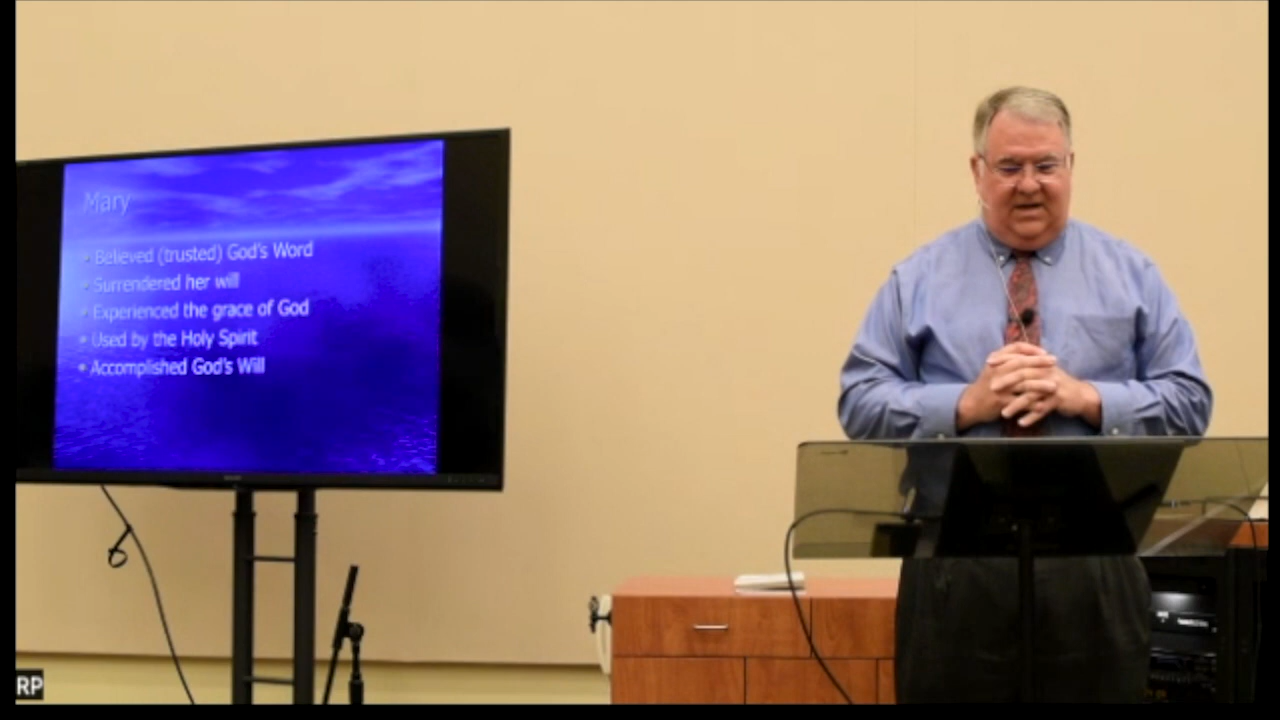 Mary
• Believed (trusted) God's Word
• Surrendered her will
• Experienced the grace of God
• Used by the Holy Spirit
• Accomplished God's Will
RP